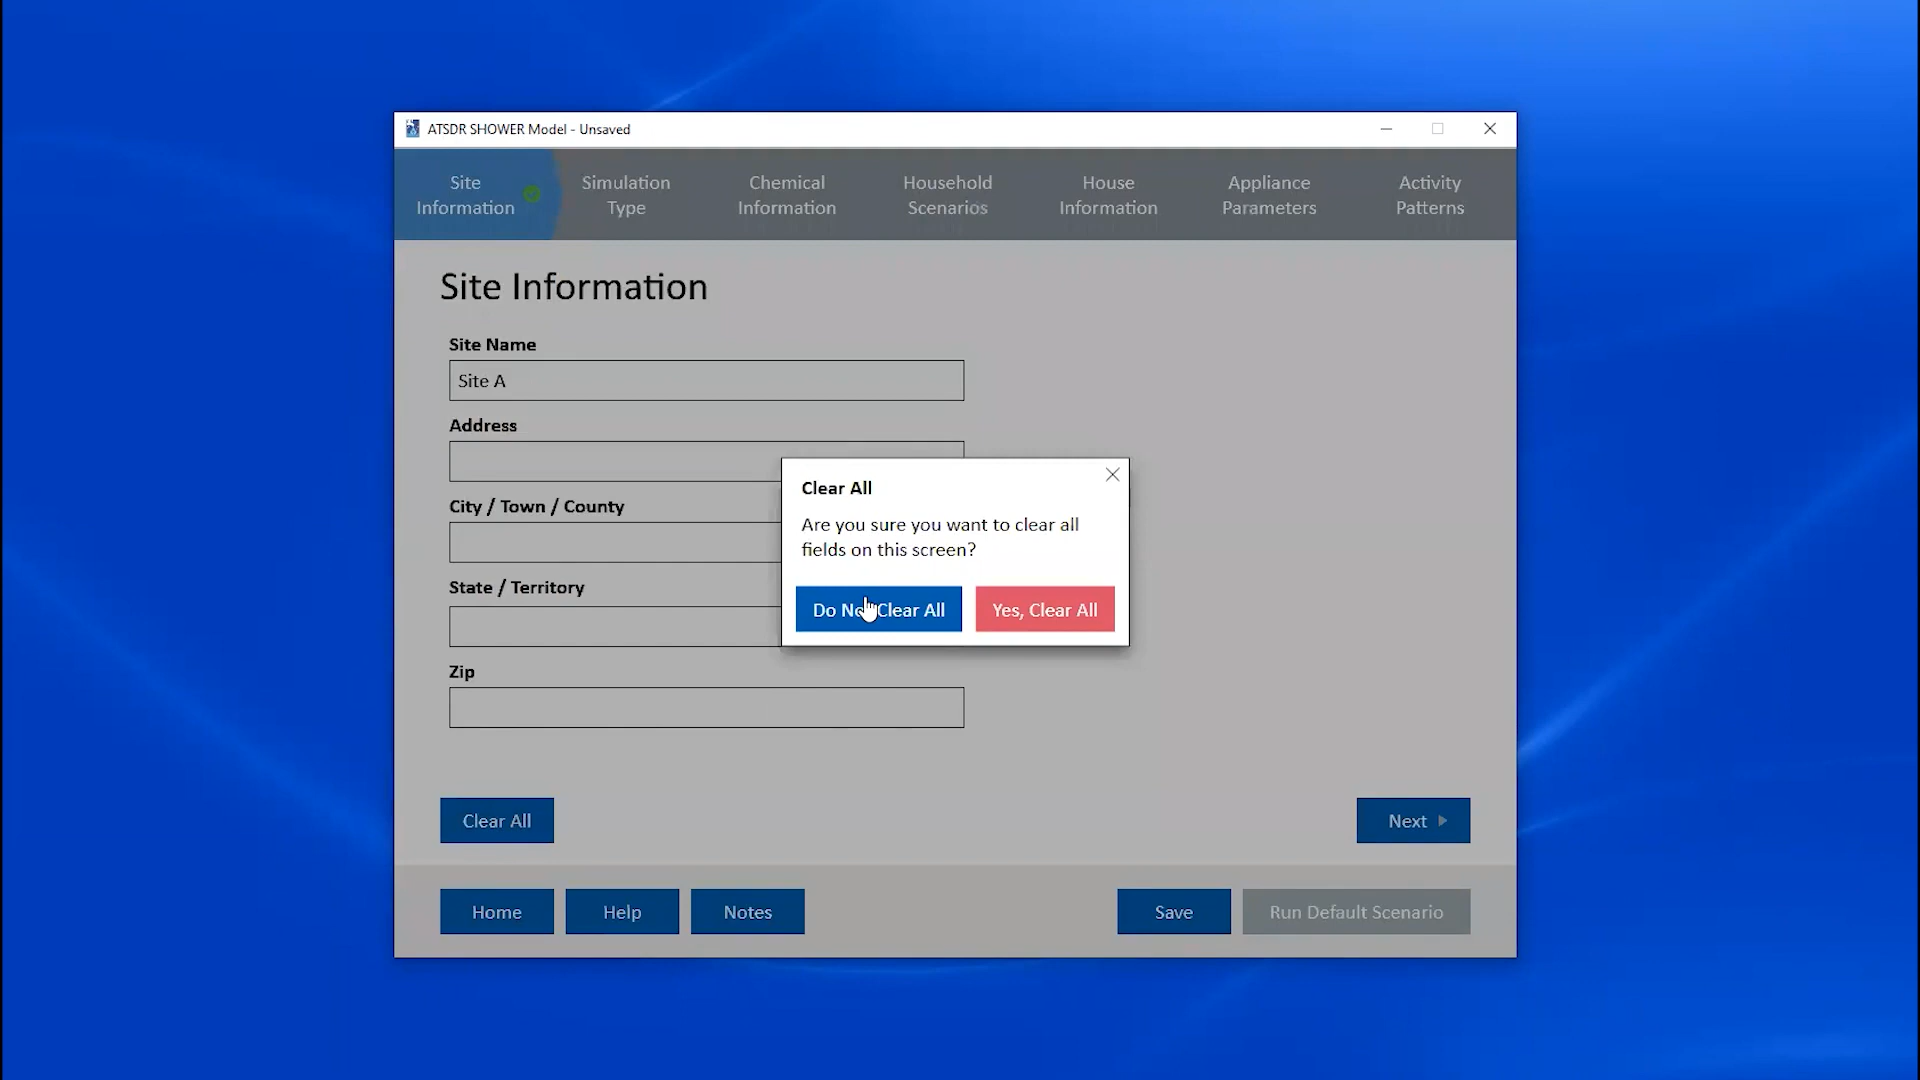 ATSDR SHOWER Model - Unsaved
Site Information
Simulation Type
Chemical Information
Household Scenarios
House Information
Appliance Parameters
Activity Patterns
Site Information
Site Name
Site A
Address
City / Town / County
State / Territory
Zip
Clear All
Are you sure you want to clear all
fields on this screen?
Do Not Clear All
Yes, Clear All
Clear All
Next
Home
Help
Notes
Save
Run Default Scenario